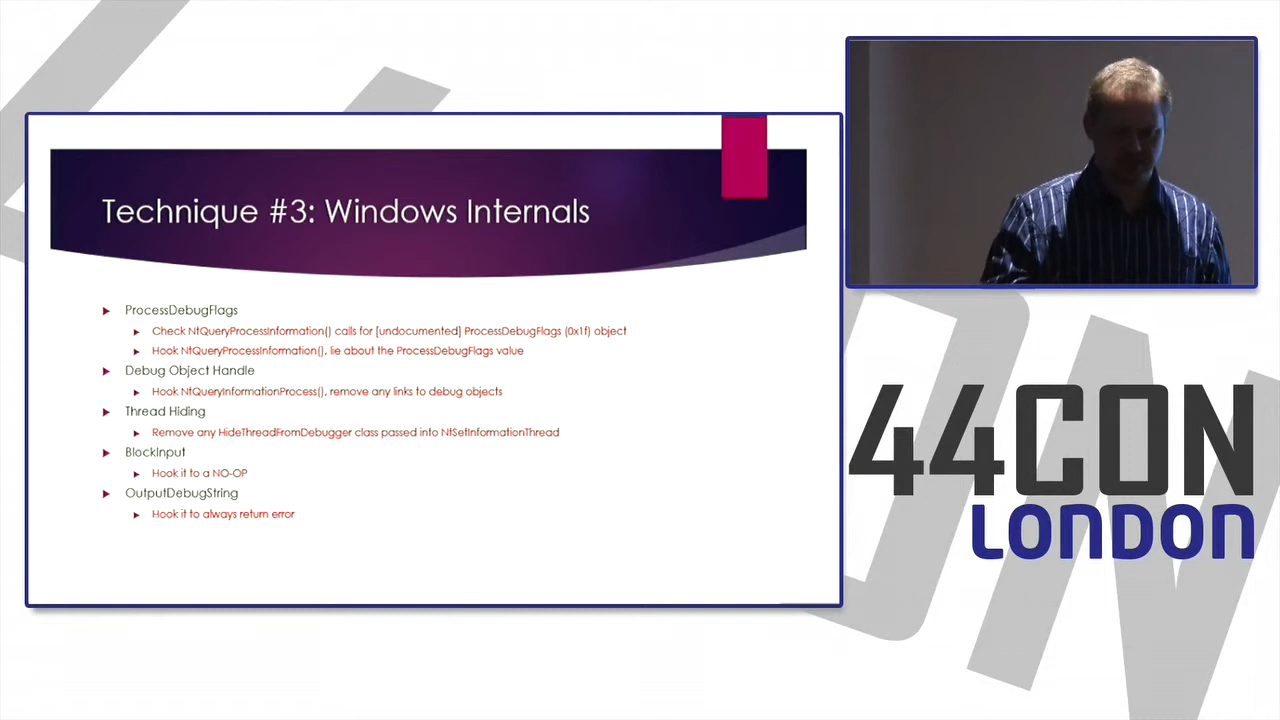 Technique #3: Windows Internals
ProcessDebugFlags
Check NtQueryProcessInformation() calls for [undocumented] ProcessDebugFlags (0x1f) object
Hook NtQueryProcessInformation(), lie about the ProcessDebugFlags value
Debug Object Handle
Hook NtQueryInformationProcess(), remove any links to debug objects
Thread Hiding
Remove any HideThreadFromDebugger class passed into NtSetInformationThread
BlockInput
Hook it to a NO-OP
OutputDebugString
Hook it to always return error
44CON
LONDON